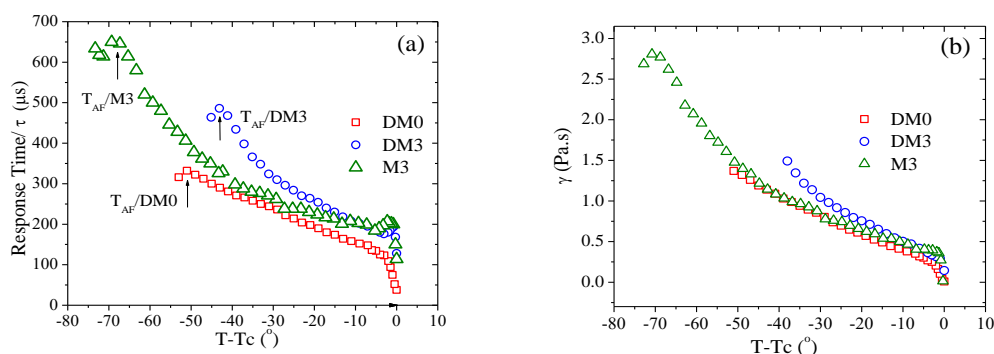 700
600
500
400
300
200
100
0
Response Time/ τ (μs)
(a)
T_AF/M3
T_AF/DM3
T_AF/DM0
DM0
DM3
M3
-80 -70 -60 -50 -40 -30 -20 -10 0 10
T-Tc (°)
3.0
2.5
2.0
1.5
1.0
0.5
0.0
γ (Pa.s)
(b)
DM0
DM3
M3
-80 -70 -60 -50 -40 -30 -20 -10 0 10
T-Tc (°)